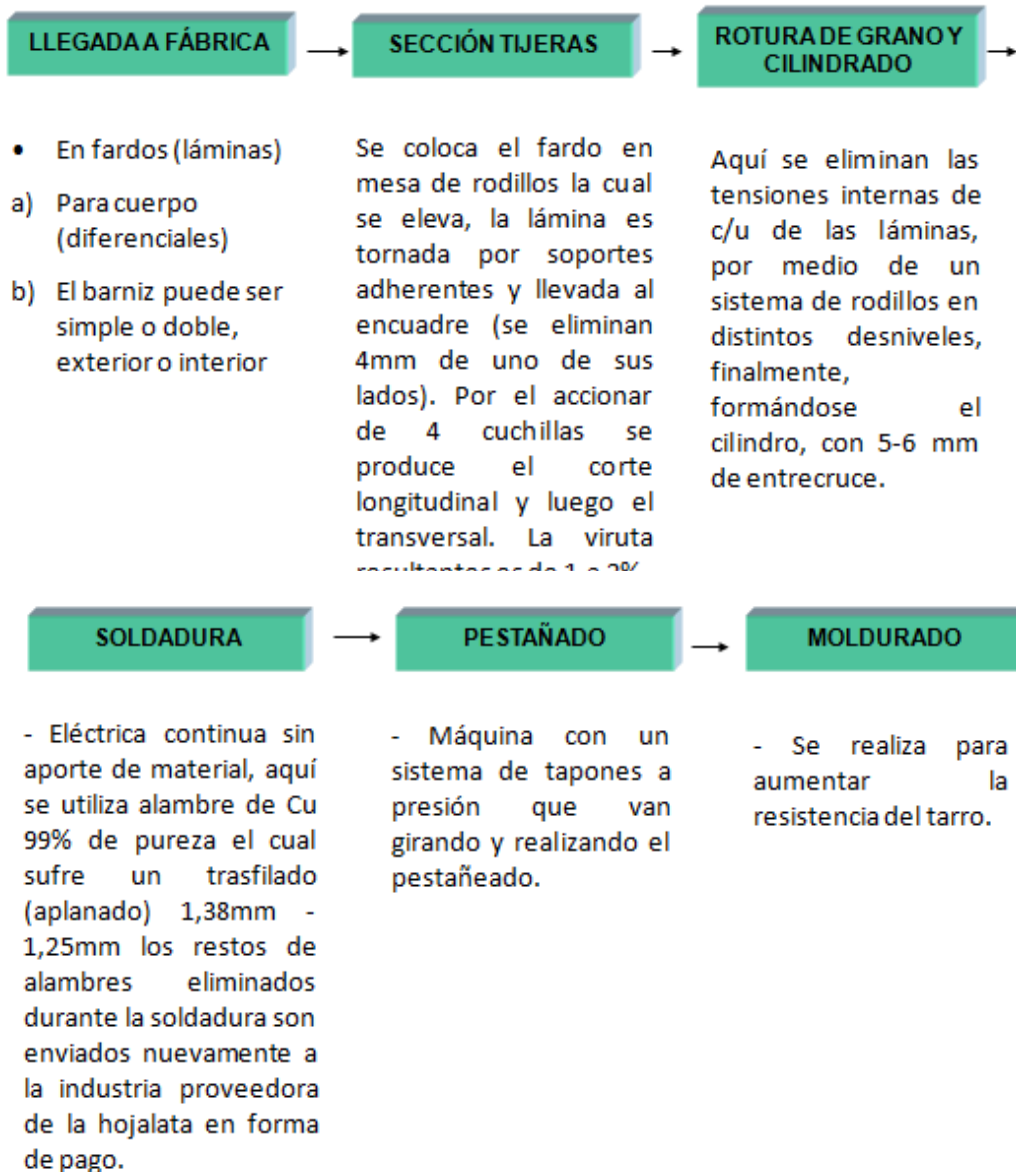 LLEGADA A FÁBRICA
• En fardos (láminas)
a) Para cuerpo
(diferenciales)
b) El barniz puede ser
simple o doble,
exterior o interior
SECCIÓN TIJERAS
Se coloca el fardo en
mesa de rodillos la cual
se eleva, la lámina es
tornada por soportes
adherentes y llevada al
encuadre (se eliminan
4mm de uno de sus
lados). Por el accionar
de 4 cuchillas se
produce el corte
longitudinal y luego el
transversal. La viruta
ROTURA DE GRANO Y
CILINDRADO
Aquí se eliminan las
tensiones internas de
c/u de las láminas,
por medio de un
sistema de rodillos en
distintos desniveles,
finalmente,
formándose el
cilindro, con 5-6 mm
de entrecruce.
SOLDADURA
- Eléctrica continua sin
aporte de material, aquí
se utiliza alambre de Cu
99% de pureza el cual
sufre un trasfilado
(aplanado) 1,38mm -
1,25mm los restos de
alambres eliminados
durante la soldadura son
enviados nuevamente a
la industria proveedora
de la hojalata en forma
de pago.
PESTAÑADO
- Máquina con un
sistema de tapones a
presión que van
girando y realizando el
pestañeado.
MOLDURADO
- Se realiza para
aumentar la
resistencia del tarro.